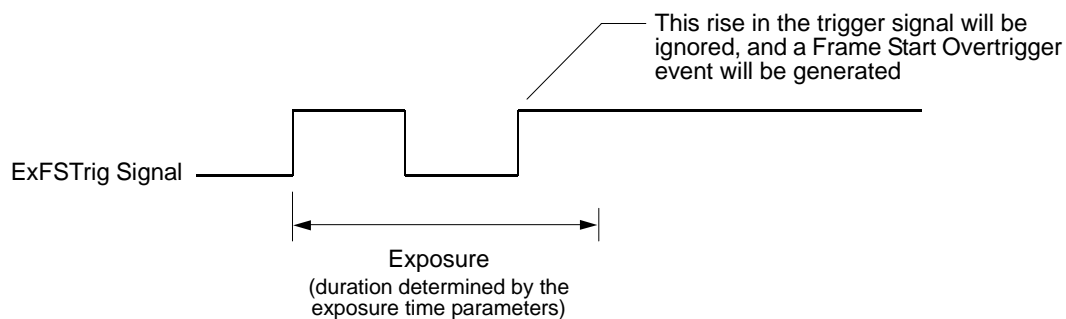 This rise in the trigger signal will be
ignored, and a Frame Start Overtrigger
event will be generated
ExFSTrig Signal
Exposure
(duration determined by the
exposure time parameters)